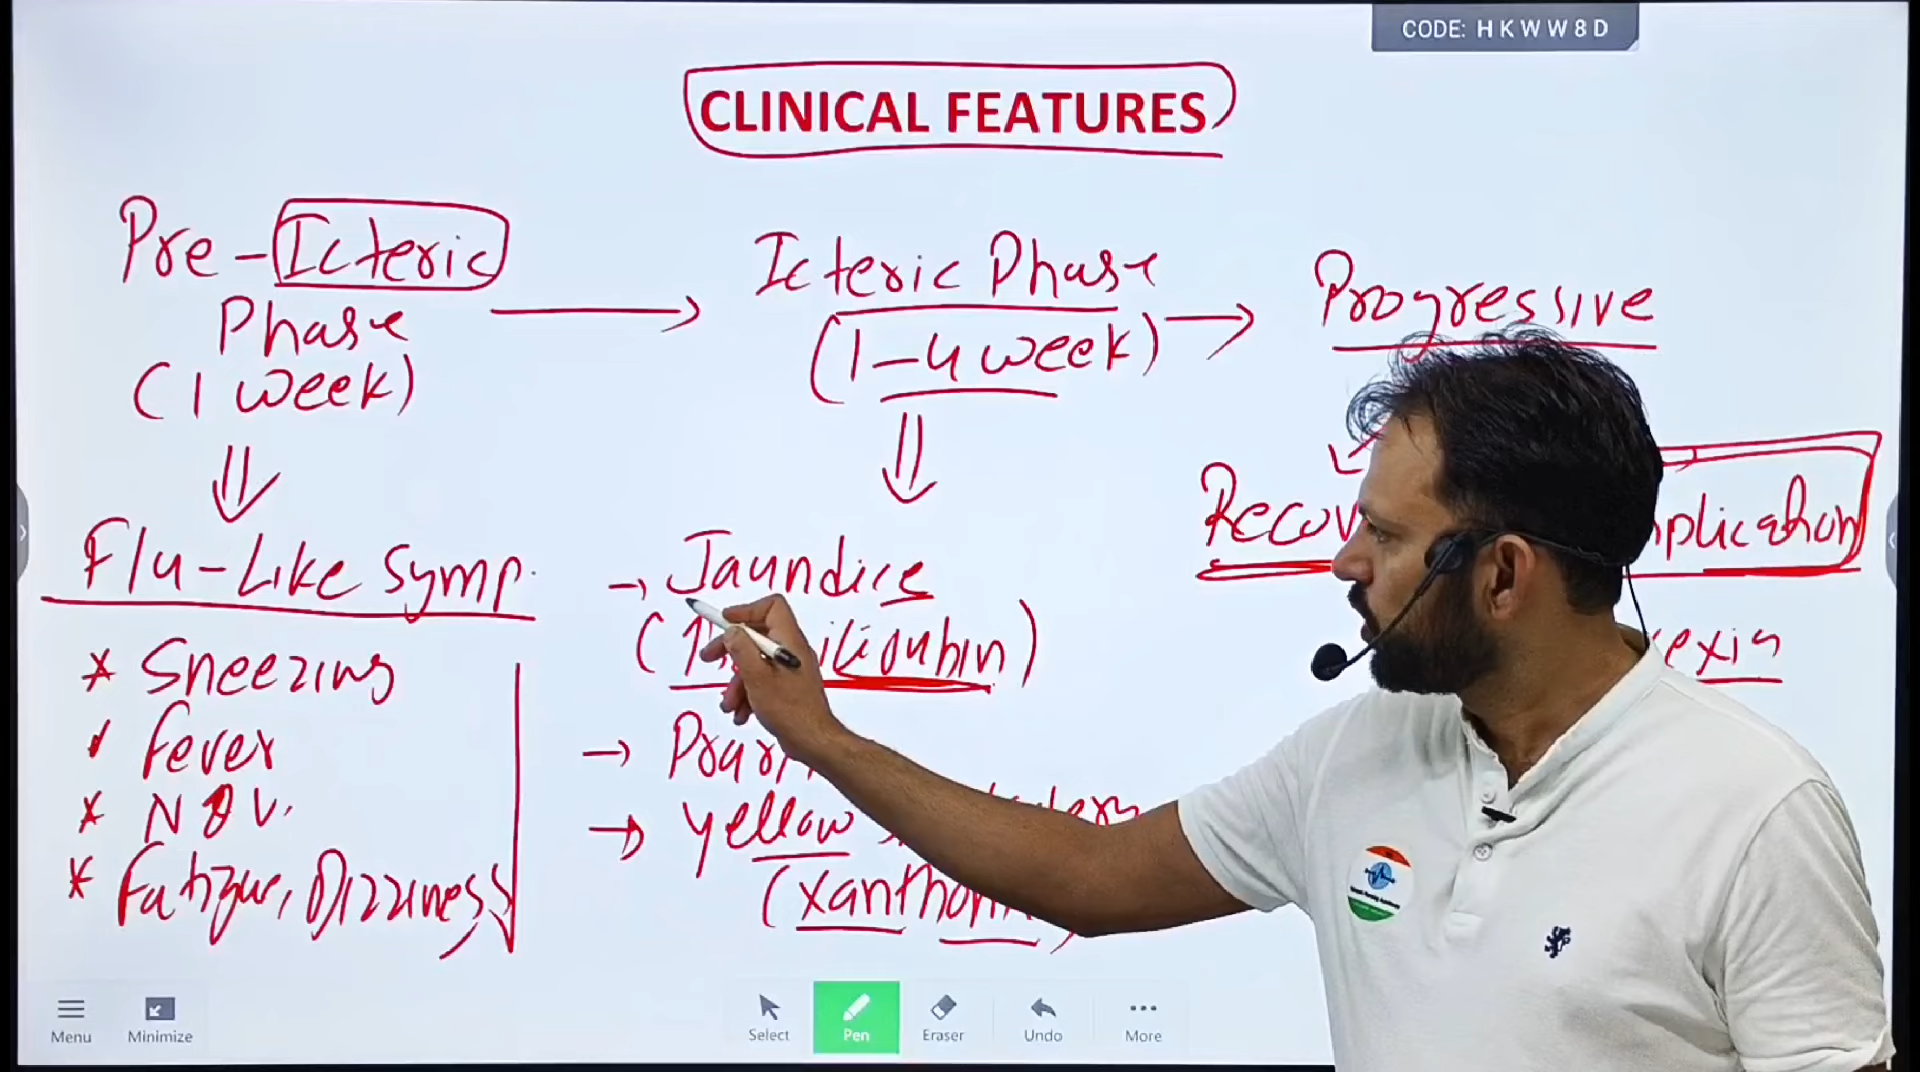 CODE: HKWW8D
CLINICAL FEATURES
Pre-Icteric
Phase
(1 week)
Flu-Like Symp.
* Sneezing
Fever
* N & V.
* Fatigue, Dizziness
Icteric Phase
(1-4 week)
→ Jaundice
→
→ Yellow
Progressive
Menu
Minimize
Select
Pen
Eraser
Undo
More